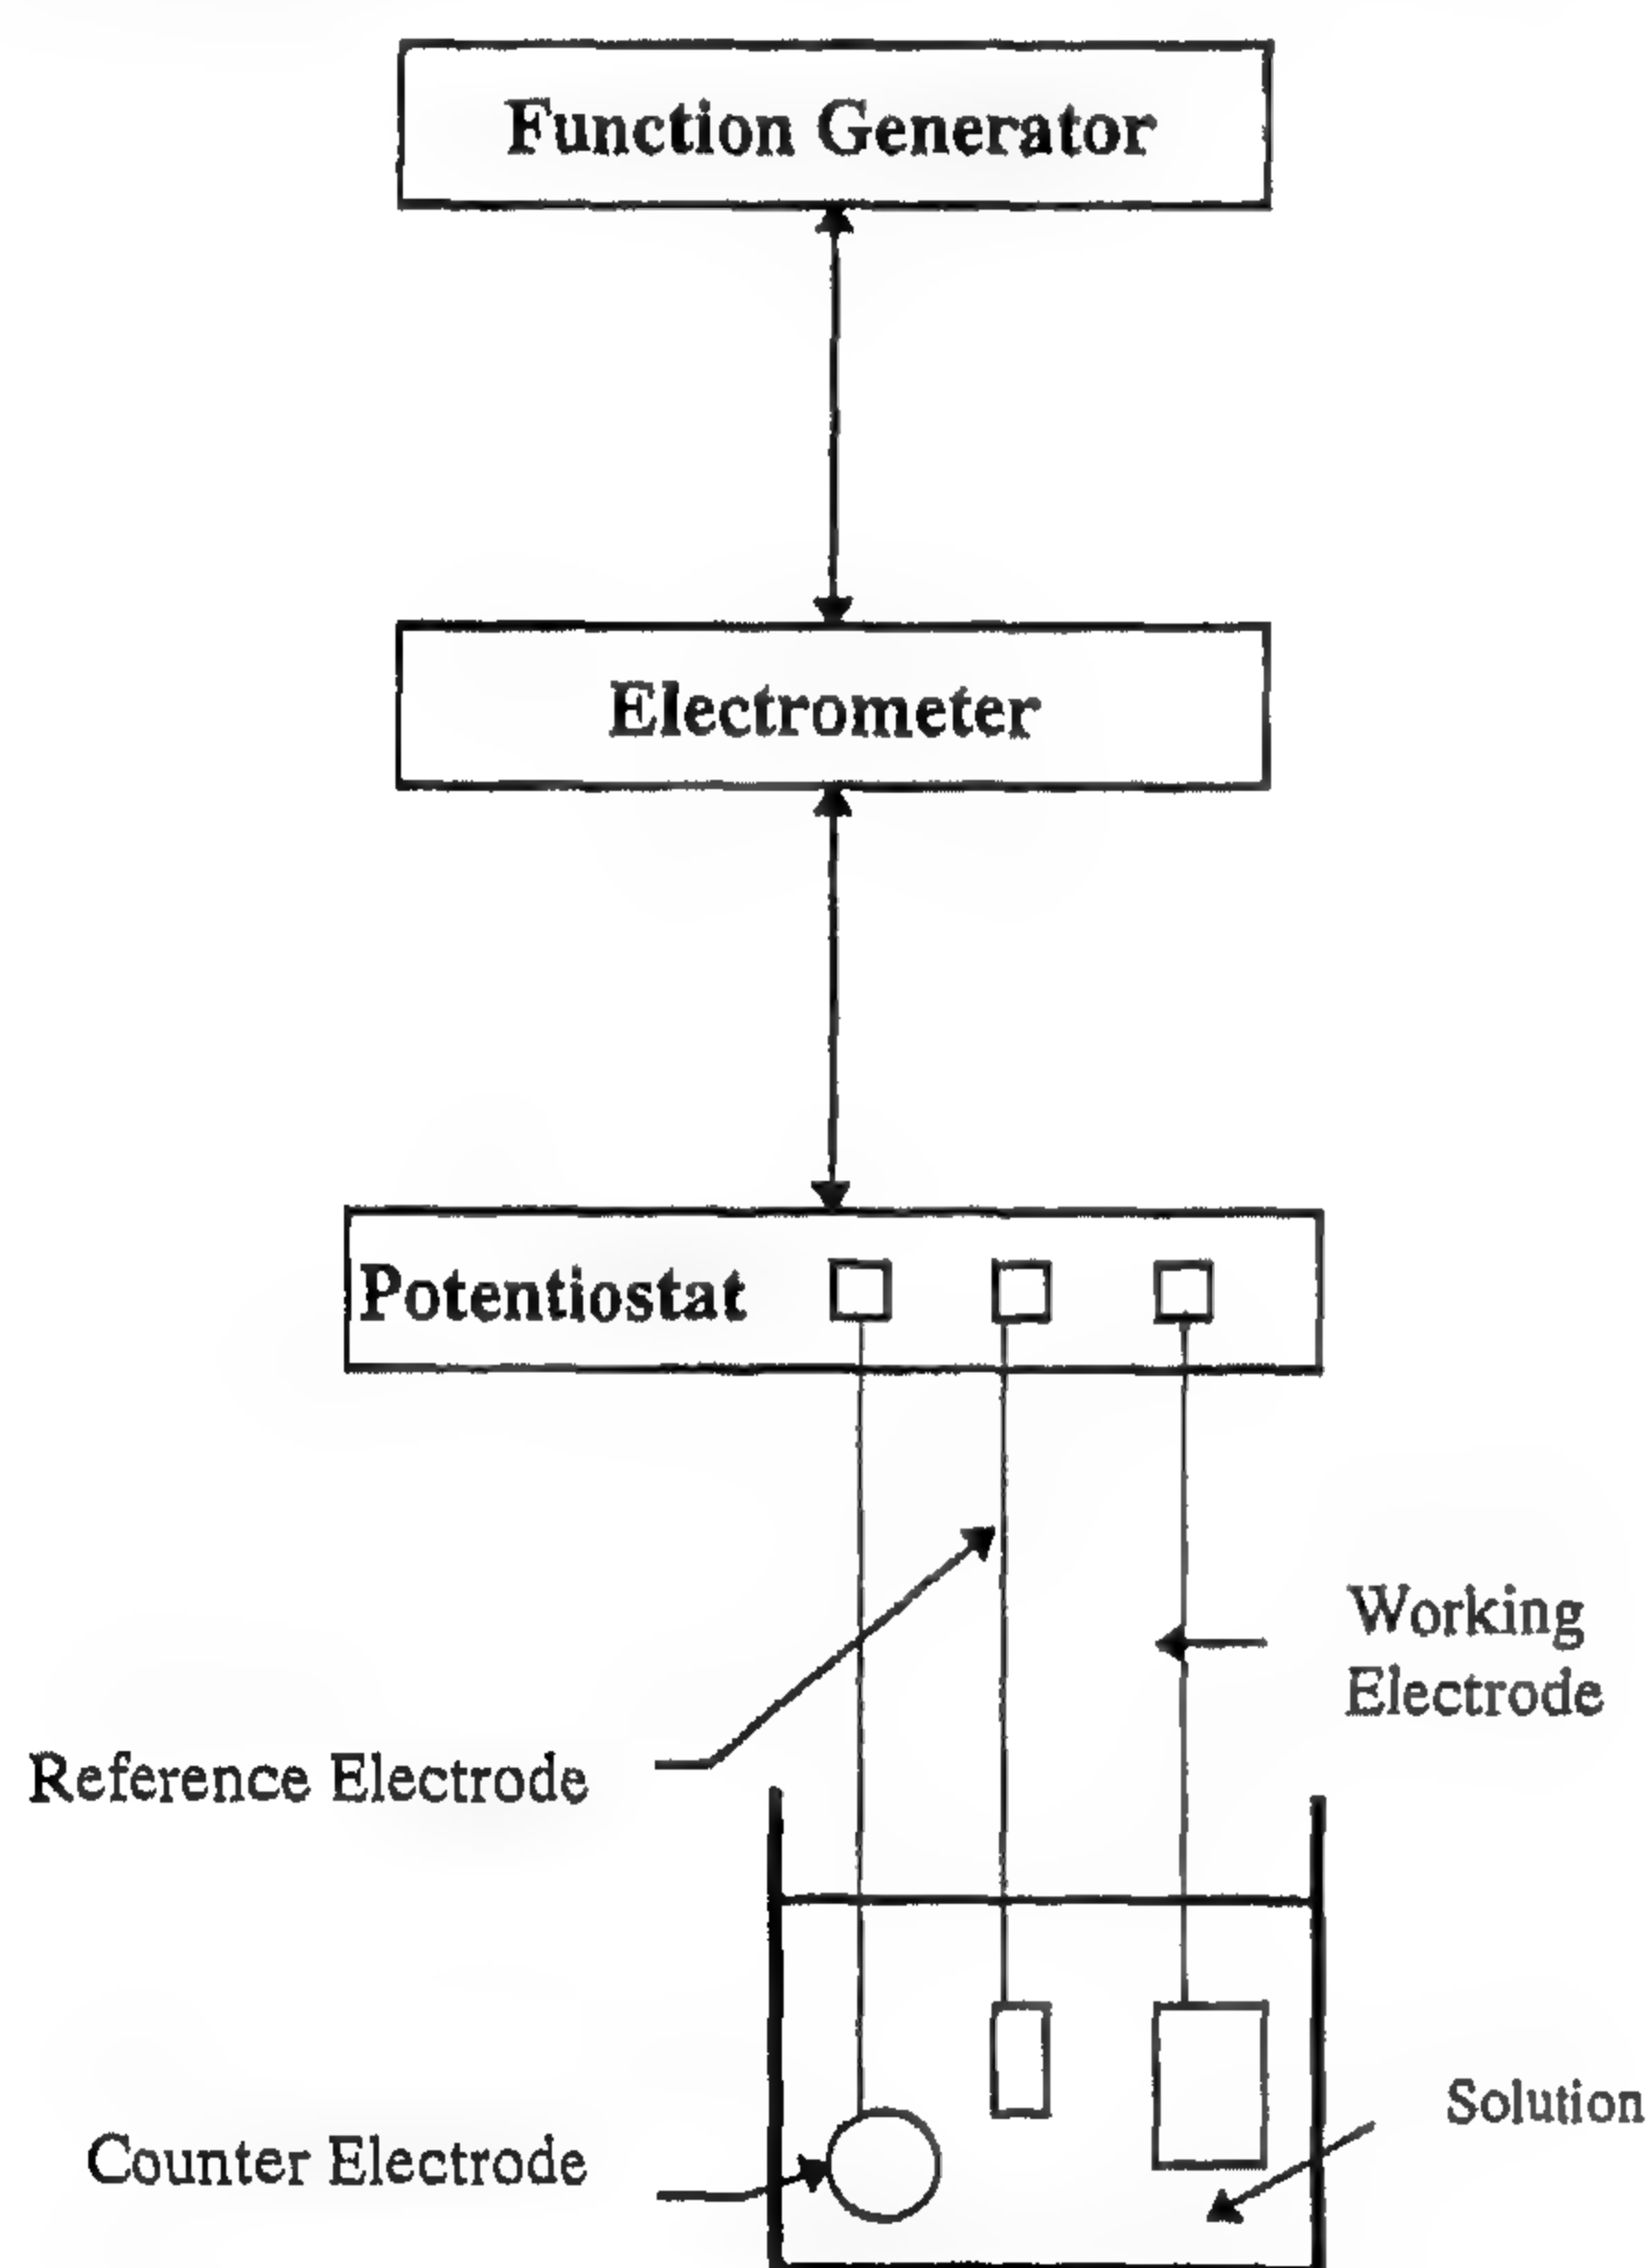 Function Generator
Electrometer
Potentiostat
Working
Electrode
Reference Electrode
Solution
Counter Electrode